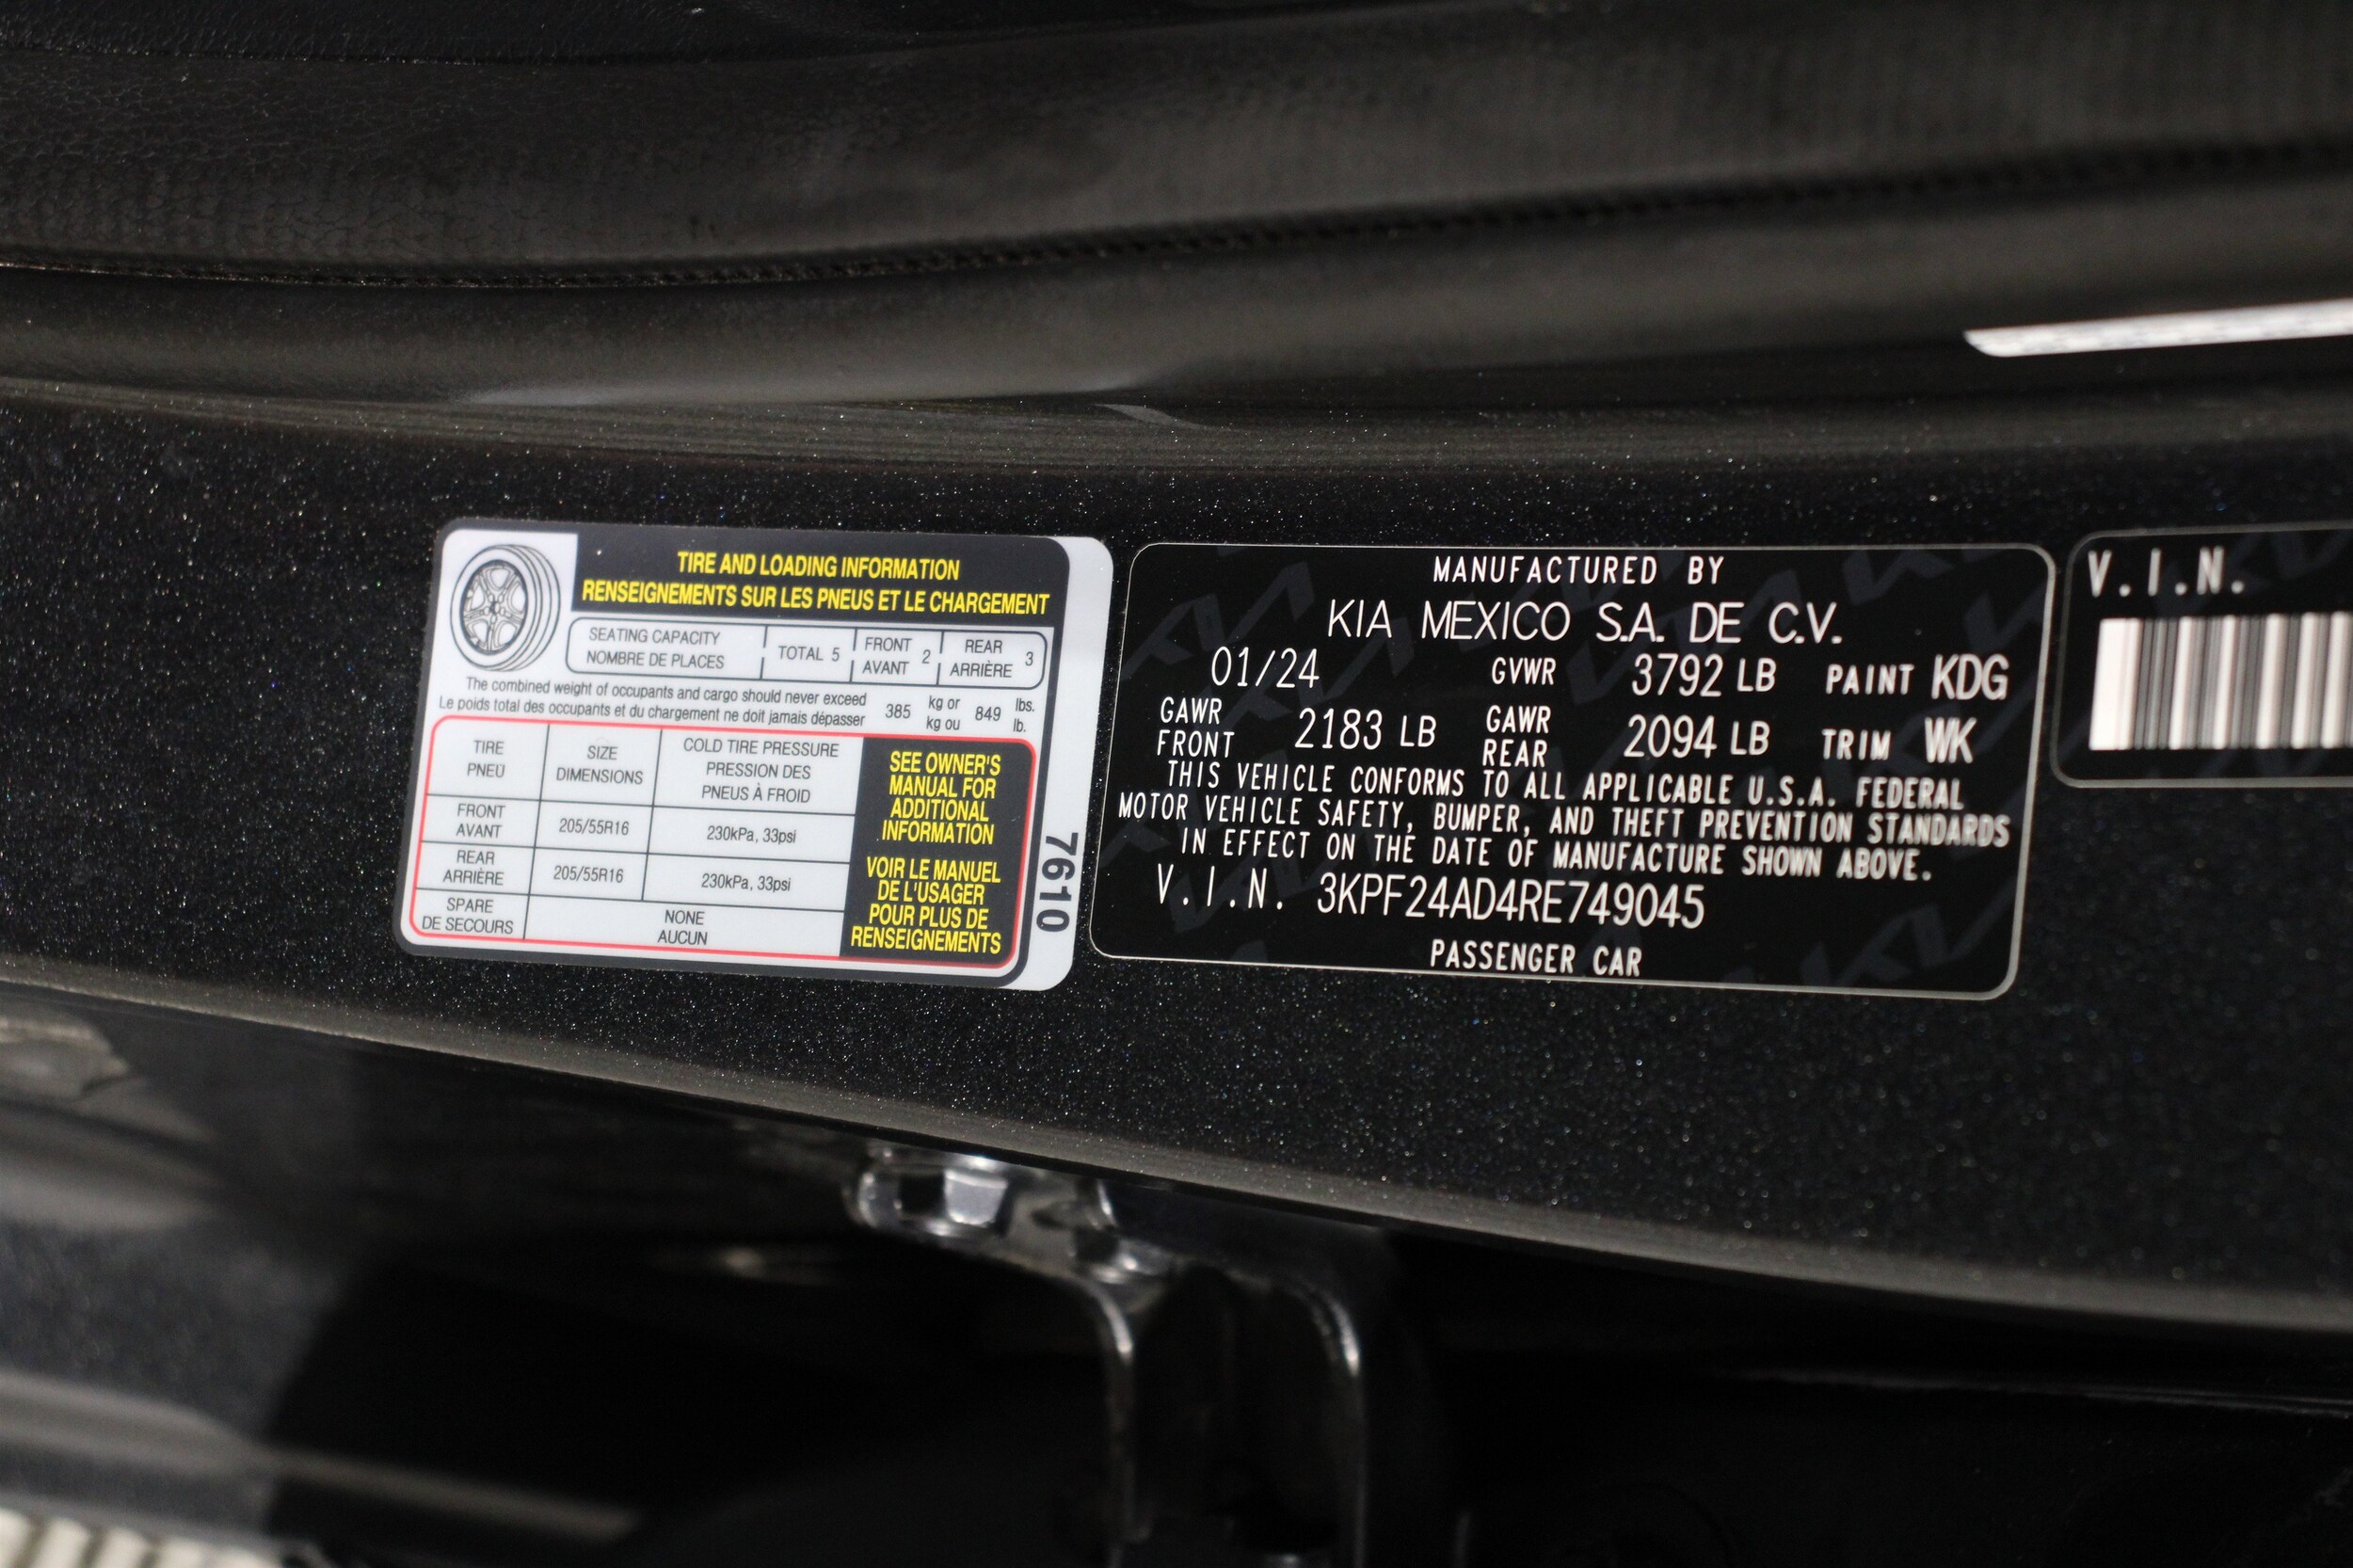 TIRE AND LOADING INFORMATION
RENSEIGNEMENTS SUR LES PNEUS ET LE CHARGEMENT
SEATING CAPACITY
NOMBRE DE PLACES
TOTAL 5
FRONT
AVANT
2
REAR
ARRIÈRE
3
The combined weight of occupants and cargo should never exceed
Le poids total des occupants et du chargement ne doit jamais dépasser
385
kg or
kg ou
849
lbs.
lb.
TIRE
PNEU
SIZE
DIMENSIONS
COLD TIRE PRESSURE
PRESSION DES
PNEUS À FROID
FRONT
AVANT
205/55R16
230kPa, 33psi
REAR
ARRIÈRE
205/55R16
230kPa, 33psi
SPARE
DE SECOURS
NONE
AUCUN
SEE OWNER'S
MANUAL FOR
ADDITIONAL
INFORMATION
VOIR LE MANUEL
DE L'USAGER
POUR PLUS DE
RENSEIGNEMENTS
7610
MANUFACTURED BY
KIA MEXICO S.A. DE C.V.
01/24 GVWR 3792 LB PAINT KDG
GAWR
FRONT
2183 LB
GAWR
REAR
2094 LB TRIM WK
THIS VEHICLE CONFORMS TO ALL APPLICABLE U.S.A. FEDERAL
MOTOR VEHICLE SAFETY, BUMPER, AND THEFT PREVENTION STANDARDS
IN EFFECT ON THE DATE OF MANUFACTURE SHOWN ABOVE.
V.I.N. 3KPF24AD4RE749045
PASSENGER CAR
V.I.N.